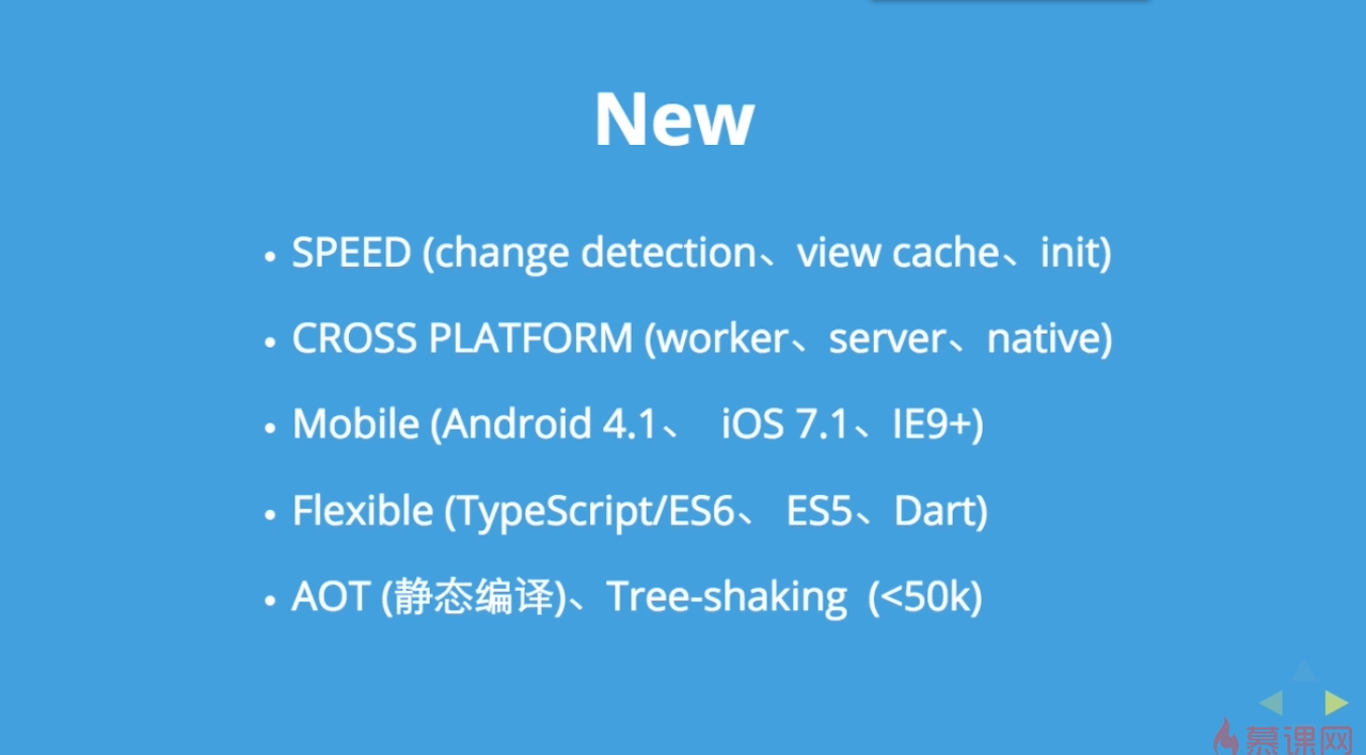 New
• SPEED (change detection、view cache、init)
• CROSS PLATFORM (worker、server、native)
• Mobile (Android 4.1、 iOS 7.1、IE9+)
• Flexible (TypeScript/ES6、 ES5、Dart)
• AOT (静态编译)、Tree-shaking (<50k)
慕课网